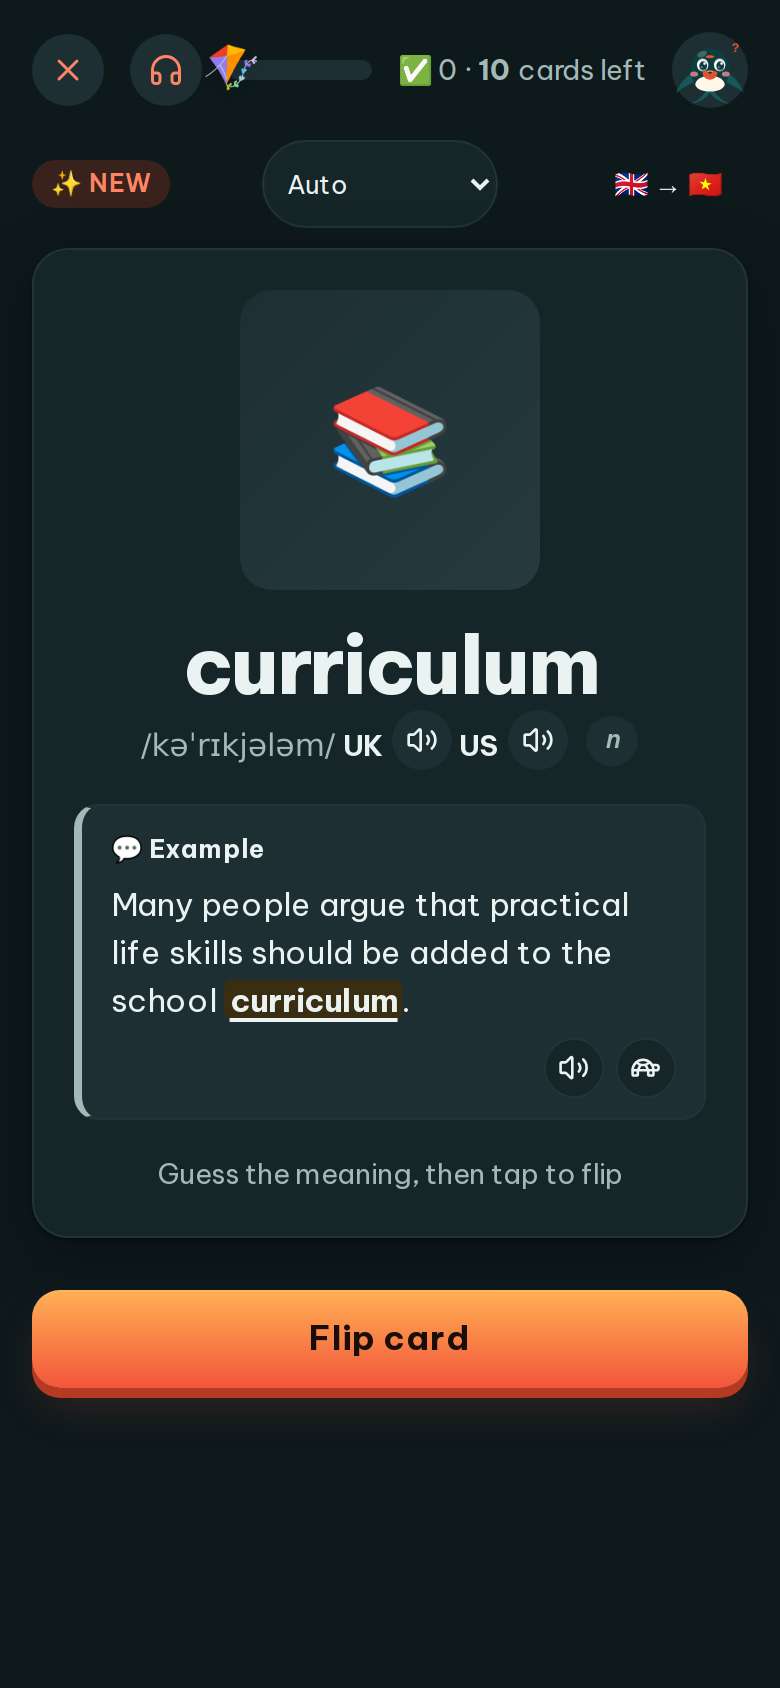 ✅ 0 · 10 cards left
?
✨ NEW
Auto
🇬🇧 → 🇻🇳
curriculum
/kəˈrɪkjələm/ UK US n
💬 Example
Many people argue that practical
life skills should be added to the
school curriculum.
Guess the meaning, then tap to flip
Flip card